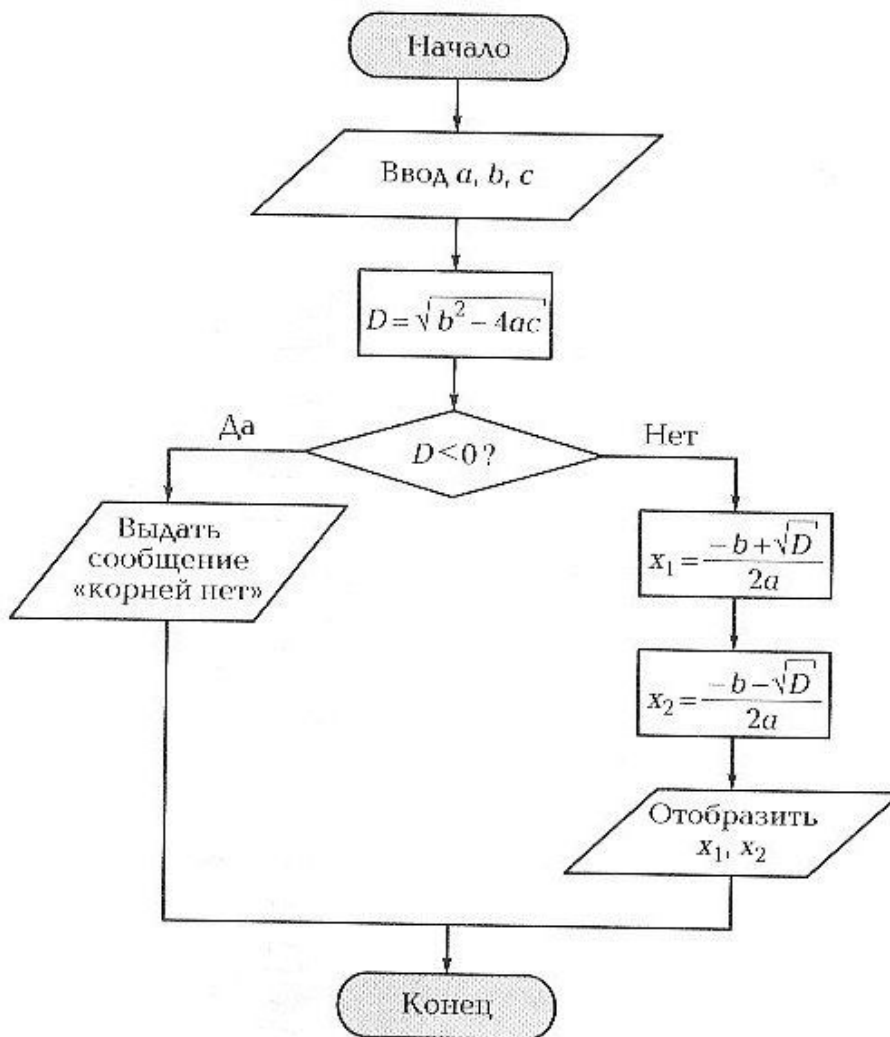 Начало
Ввод a, b, c
D = √b² − 4ac
D < 0 ?
Да
Нет
Выдать
сообщение
«корней нет»
x₁ = (−b + √D) / 2a
x₂ = (−b − √D) / 2a
Отобразить
x₁, x₂
Конец